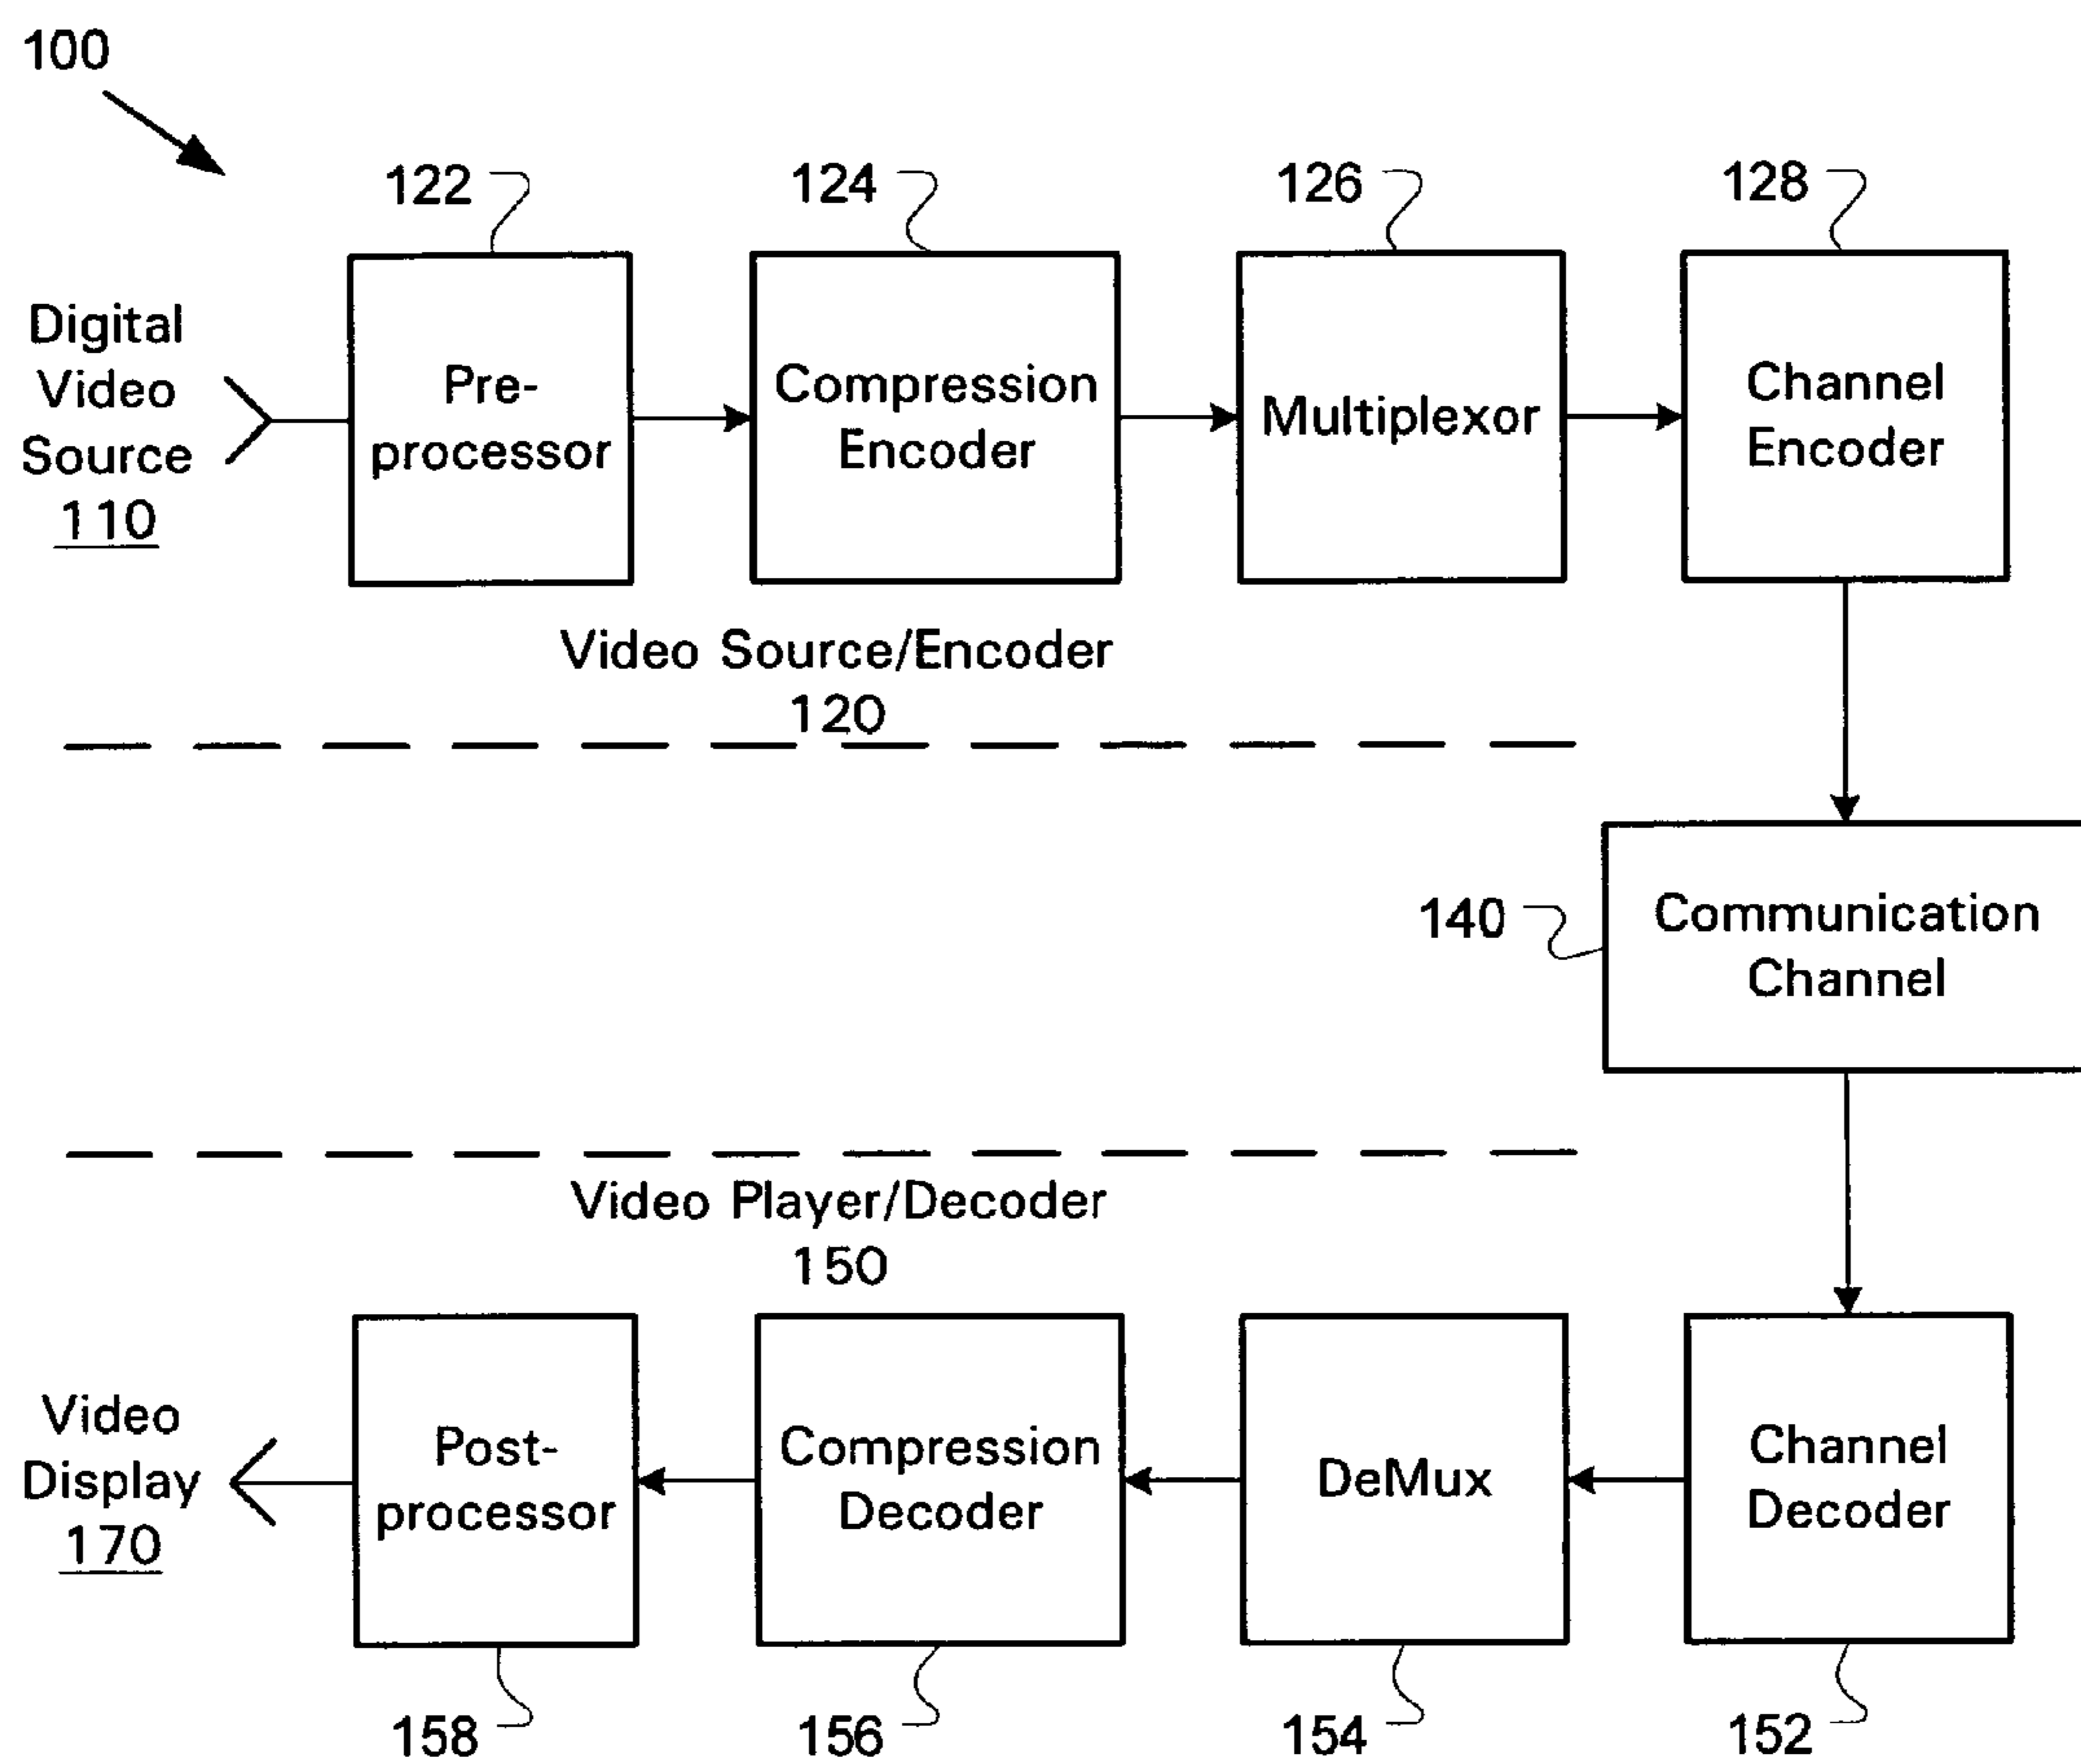 100
122
124
126
128
Digital
Video
Source
110
Pre-
processor
Compression
Encoder
Multiplexor
Channel
Encoder
Video Source/Encoder
120
140
Communication
Channel
Video Player/Decoder
150
Video
Display
170
Post-
processor
Compression
Decoder
DeMux
Channel
Decoder
158
156
154
152